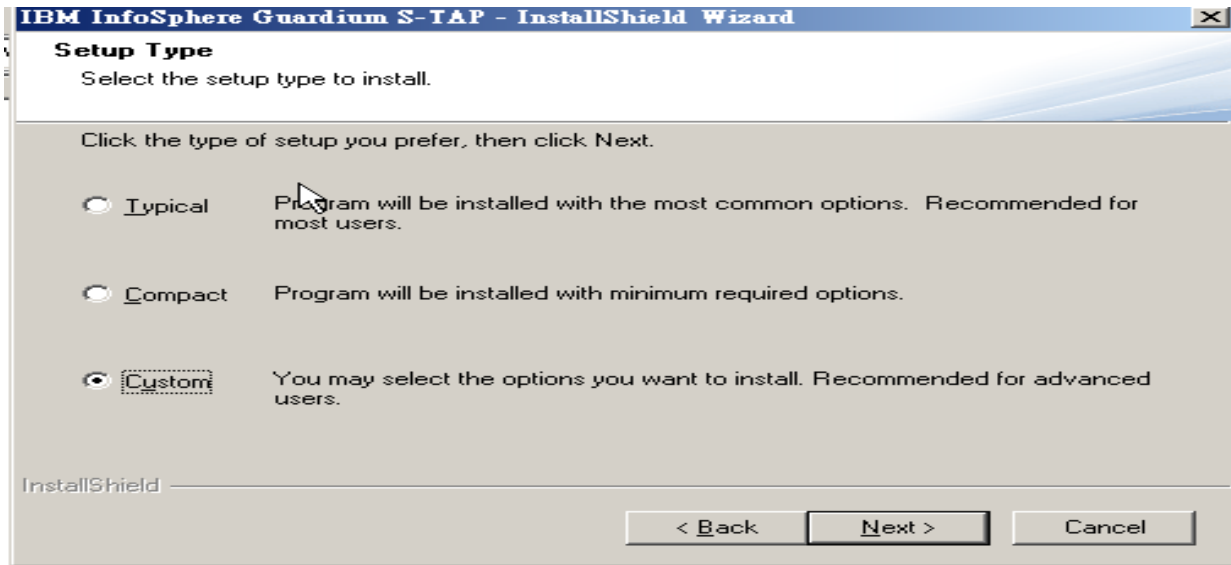 IBM InfoSphere Guardium S-TAP - InstallShield Wizard
Setup Type
Select the setup type to install.
Click the type of setup you prefer, then click Next.
Typical
Program will be installed with the most common options. Recommended for
most users.
Compact
Program will be installed with minimum required options.
Custom
You may select the options you want to install. Recommended for advanced
users.
InstallShield
< Back
Next >
Cancel